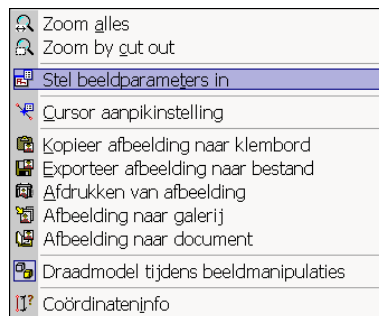 Zoom alles
Zoom by cut out
Stel beeldparameters in
Cursor aanpikinstelling
Kopieer afbeelding naar klembord
Exporteer afbeelding naar bestand
Afdrukken van afbeelding
Afbeelding naar galerij
Afbeelding naar document
Draadmodel tijdens beeldmanipulaties
Coördinateninfo